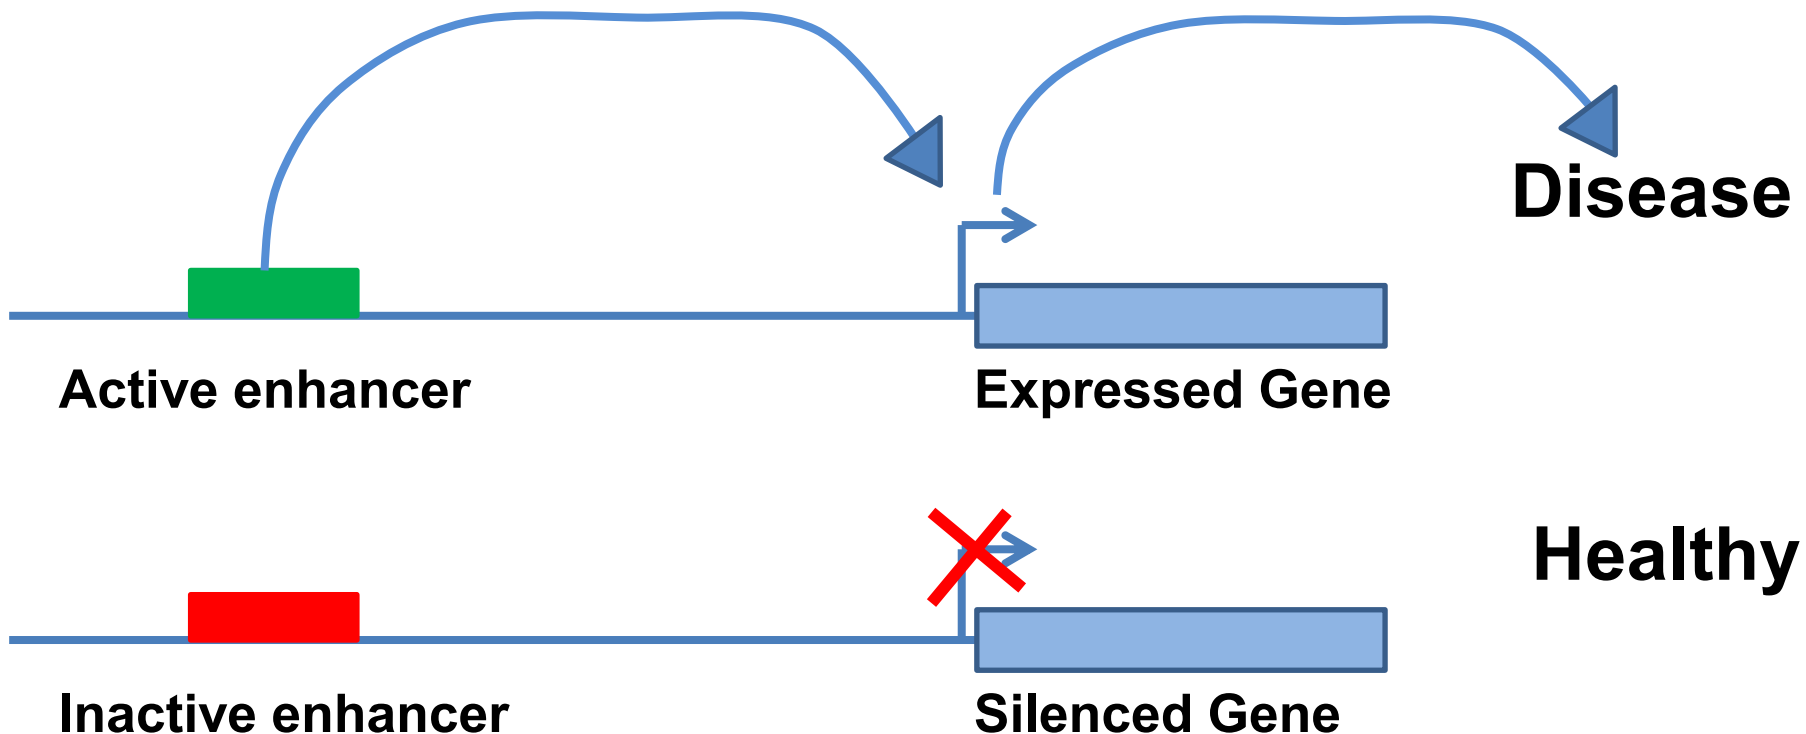 Disease
Active enhancer
Expressed Gene
Healthy
Inactive enhancer
Silenced Gene